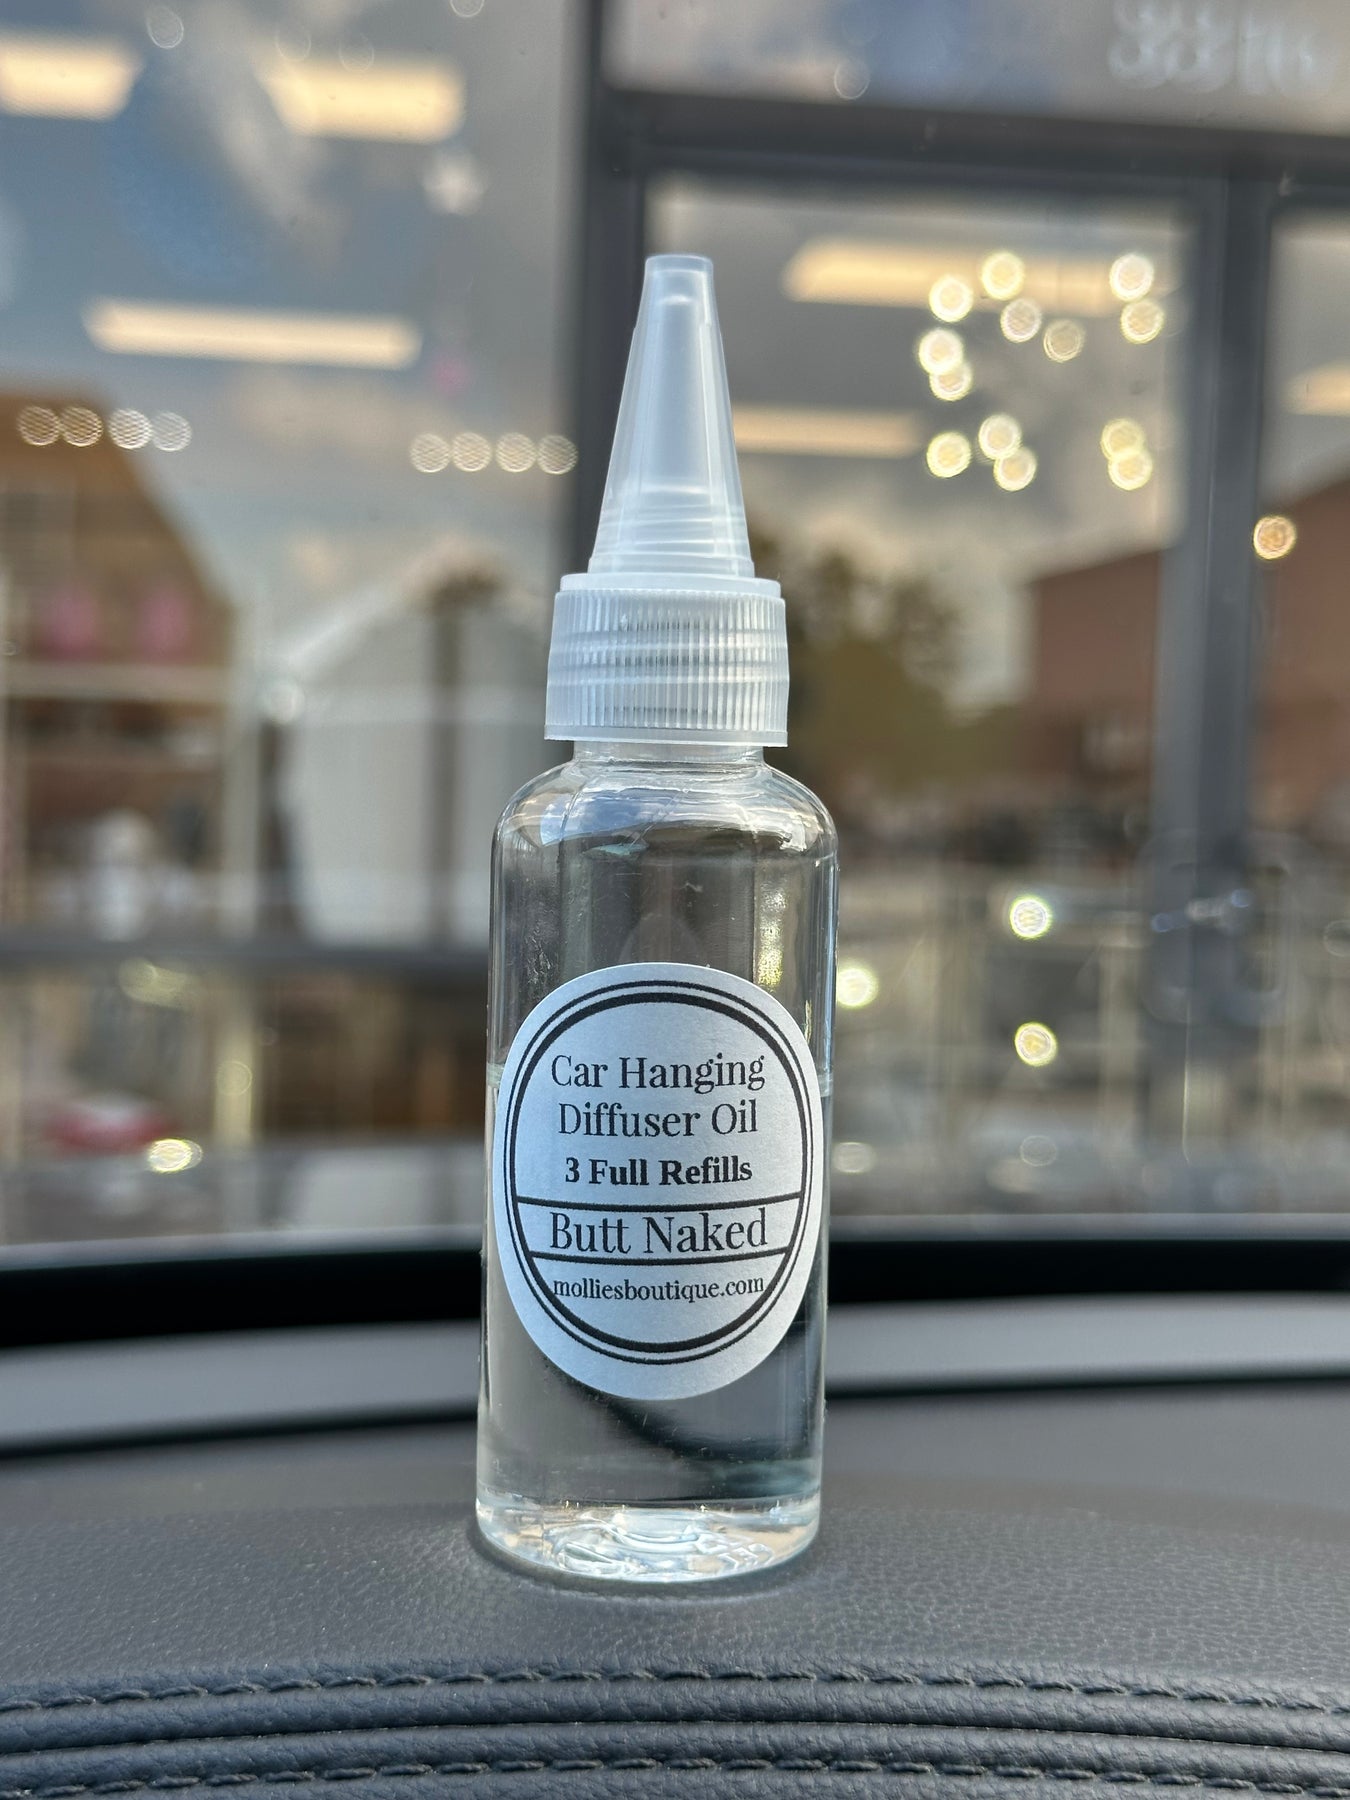 Car Hanging
Diffuser Oil
3 Full Refills
Butt Naked
molliesboutique.com